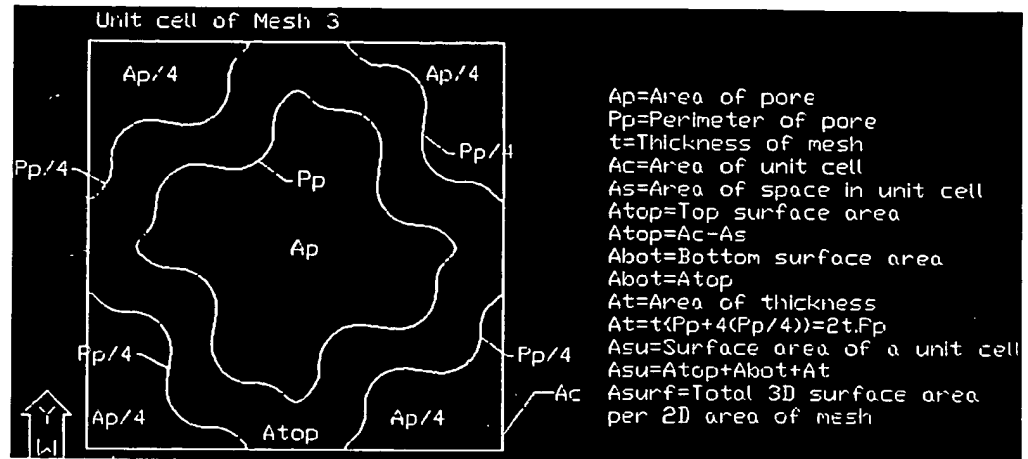 Unit cell of Mesh 3
Ap/4
Ap/4
Pp/4
Pp/4
Pp
Ap
Pp/4
Pp/4
Ap/4
Ap/4
Atop
Ac
Y
W
Ap=Area of pore
Pp=Perimeter of pore
t=Thickness of mesh
Ac=Area of unit cell
As=Area of space in unit cell
Atop=Top surface area
Atop=Ac-As
Abot=Bottom surface area
Abot=Atop
At=Area of thickness
At=t(Pp+4(Pp/4))=2t.Pp
Asu=Surface area of a unit cell
Asu=Atop+Abot+At
Asurf=Total 3D surface area
per 2D area of mesh